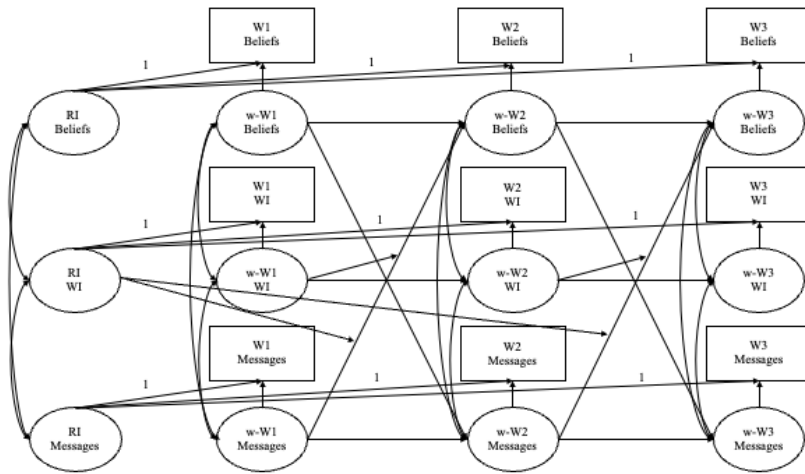 W1
Beliefs
W2
Beliefs
W3
Beliefs
1
1
1
RI
Beliefs
w-W1
Beliefs
w-W2
Beliefs
w-W3
Beliefs
W1
WI
W2
WI
W3
WI
1
1
1
RI
WI
w-W1
WI
w-W2
WI
w-W3
WI
W1
Messages
W2
Messages
W3
Messages
1
1
1
RI
Messages
w-W1
Messages
w-W2
Messages
w-W3
Messages